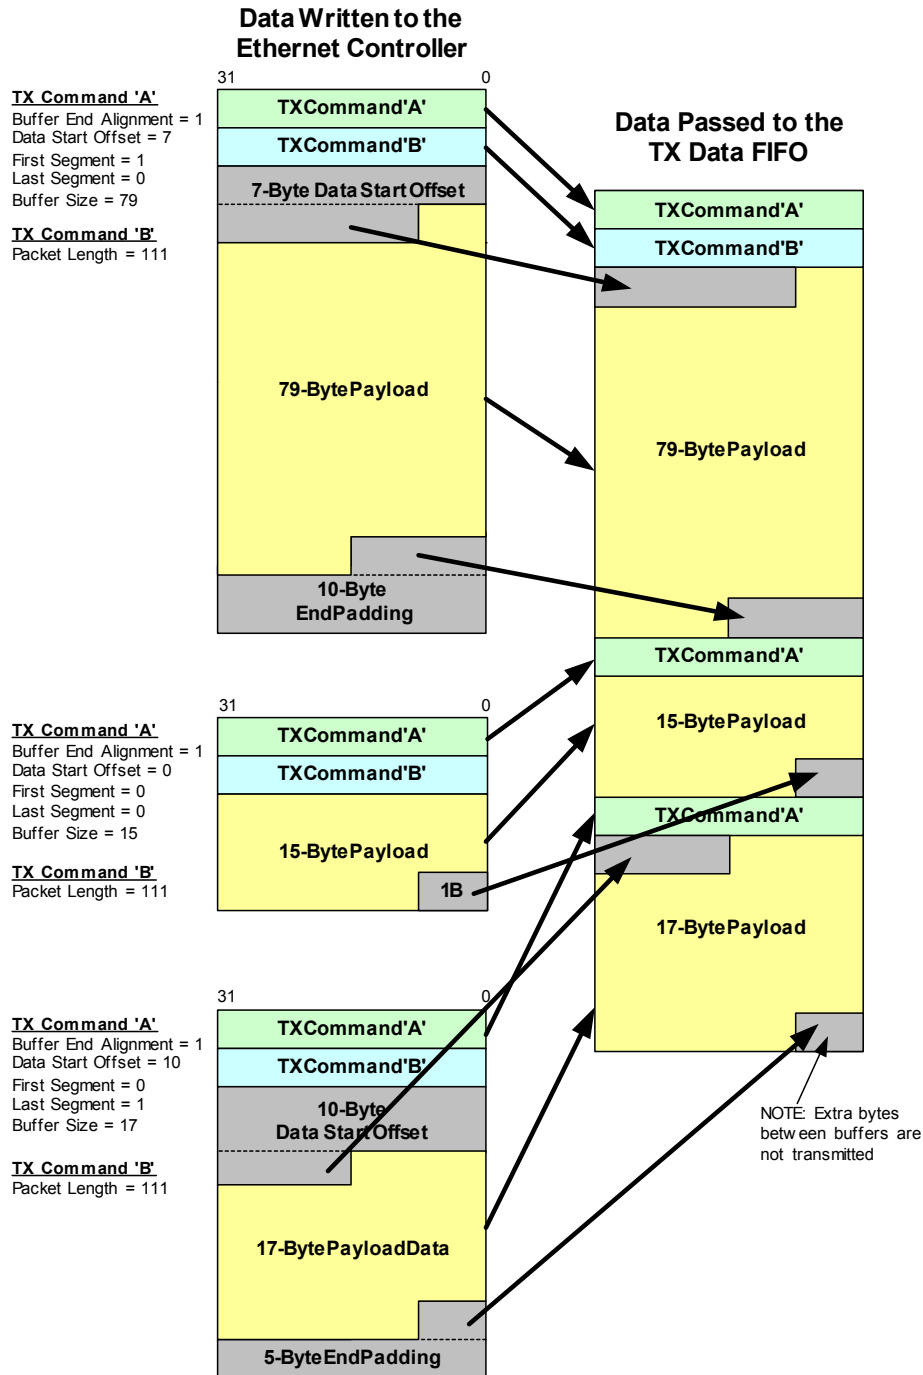 Data Written to the
Ethernet Controller
31 0
TX Command 'A'
Buffer End Alignment = 1
Data Start Offset = 7
First Segment = 1
Last Segment = 0
Buffer Size = 79
TX Command 'B'
Packet Length = 111
TXCommand'A'
TXCommand'B'
7-Byte Data Start Offset
79-BytePayload
10-Byte
EndPadding
Data Passed to the
TX Data FIFO
TXCommand'A'
TXCommand'B'
79-BytePayload
TXCommand'A'
15-BytePayload
TXCommand'A'
17-BytePayload
NOTE: Extra bytes
between buffers are
not transmitted
31 0
TX Command 'A'
Buffer End Alignment = 1
Data Start Offset = 0
First Segment = 0
Last Segment = 0
Buffer Size = 15
TX Command 'B'
Packet Length = 111
TXCommand'A'
TXCommand'B'
15-BytePayload
1B
31 0
TX Command 'A'
Buffer End Alignment = 1
Data Start Offset = 10
First Segment = 0
Last Segment = 1
Buffer Size = 17
TX Command 'B'
Packet Length = 111
TXCommand'A'
TXCommand'B'
10-Byte
Data StartOffset
17-BytePayloadData
5-ByteEndPadding